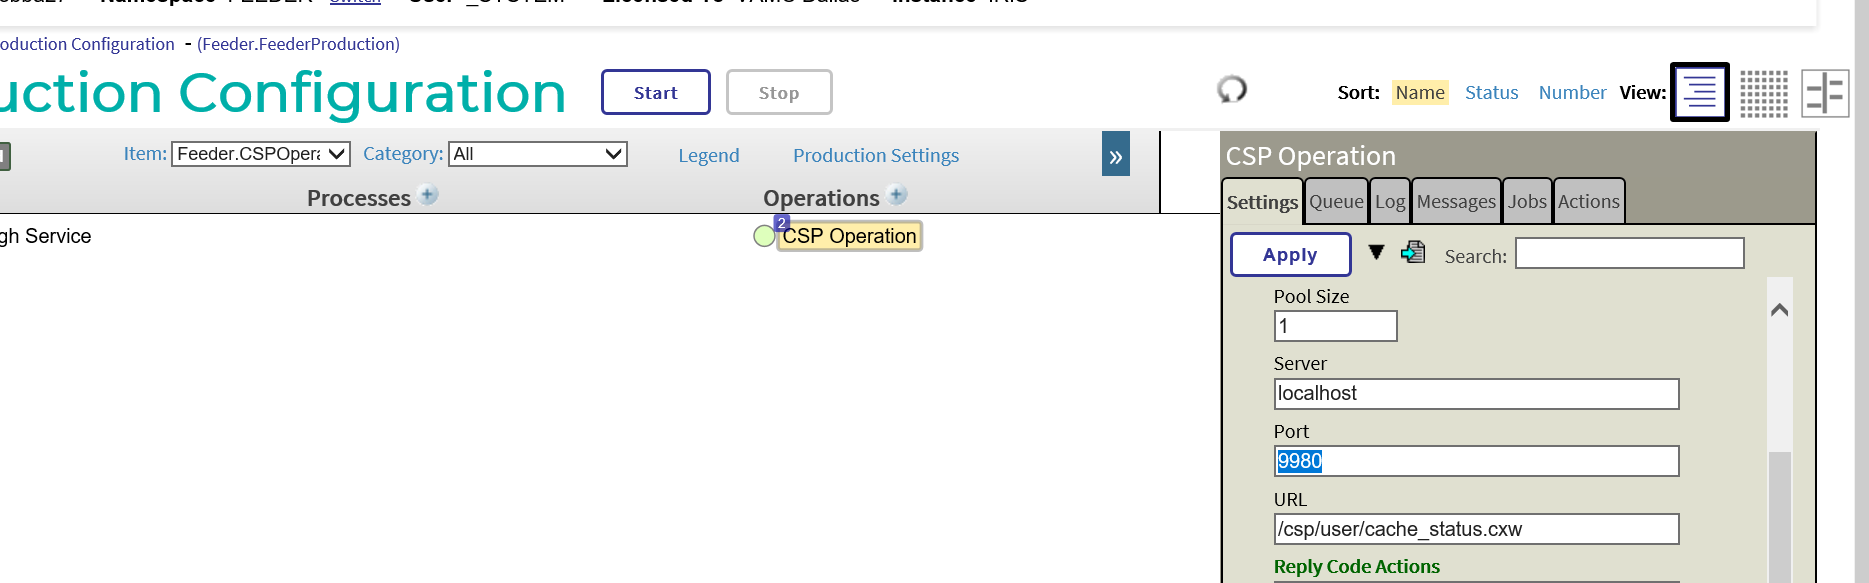 Namespace FEEDER Switch User _SYSTEM Licensed To VAMC Dallas Instance IRIS
oduction Configuration - (Feeder.FeederProduction)
uction Configuration Start Stop Sort: Name Status Number View:
Item: Feeder.CSPOpera Category: All Legend Production Settings »
Processes + Operations +
gh Service 2 CSP Operation
CSP Operation
Settings Queue Log Messages Jobs Actions
Apply Search:
Pool Size
1
Server
localhost
Port
9980
URL
/csp/user/cache_status.cxw
Reply Code Actions